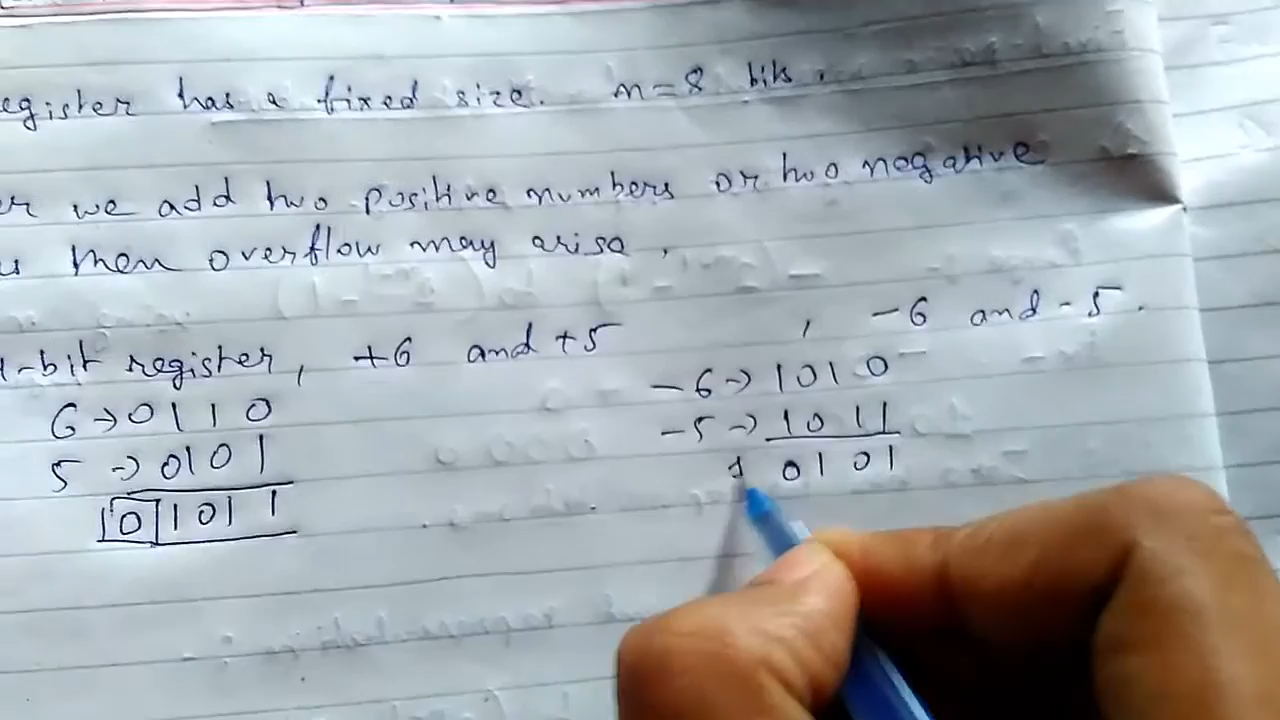 egister has a fixed size. n=8 bits.
er we add two positive numbers or two negative
s then overflow may arise,
4-bit register, +6 and +5 , -6 and -5.
6 → 0 1 1 0
5 → 0 1 0 1
0 1 0 1 1
-6 → 1 0 1 0
-5 → 1 0 1 1
1 0 1 0 1